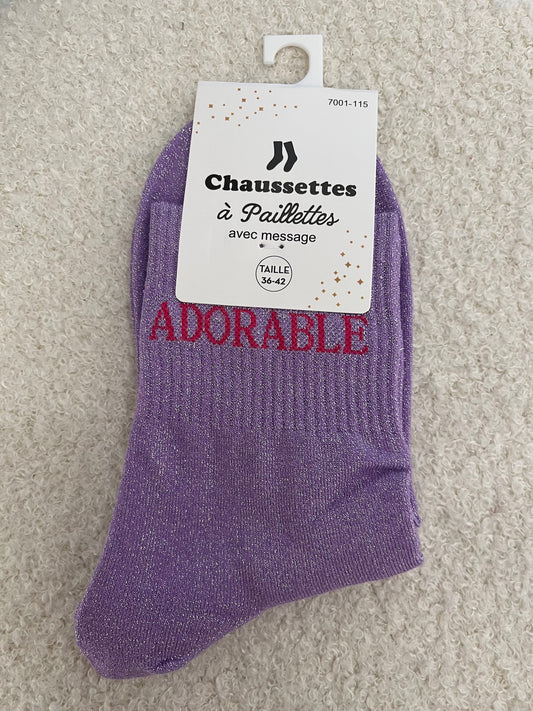 7001-115
Chaussettes
à Paillettes
avec message
TAILLE
36-42
ADORABLE